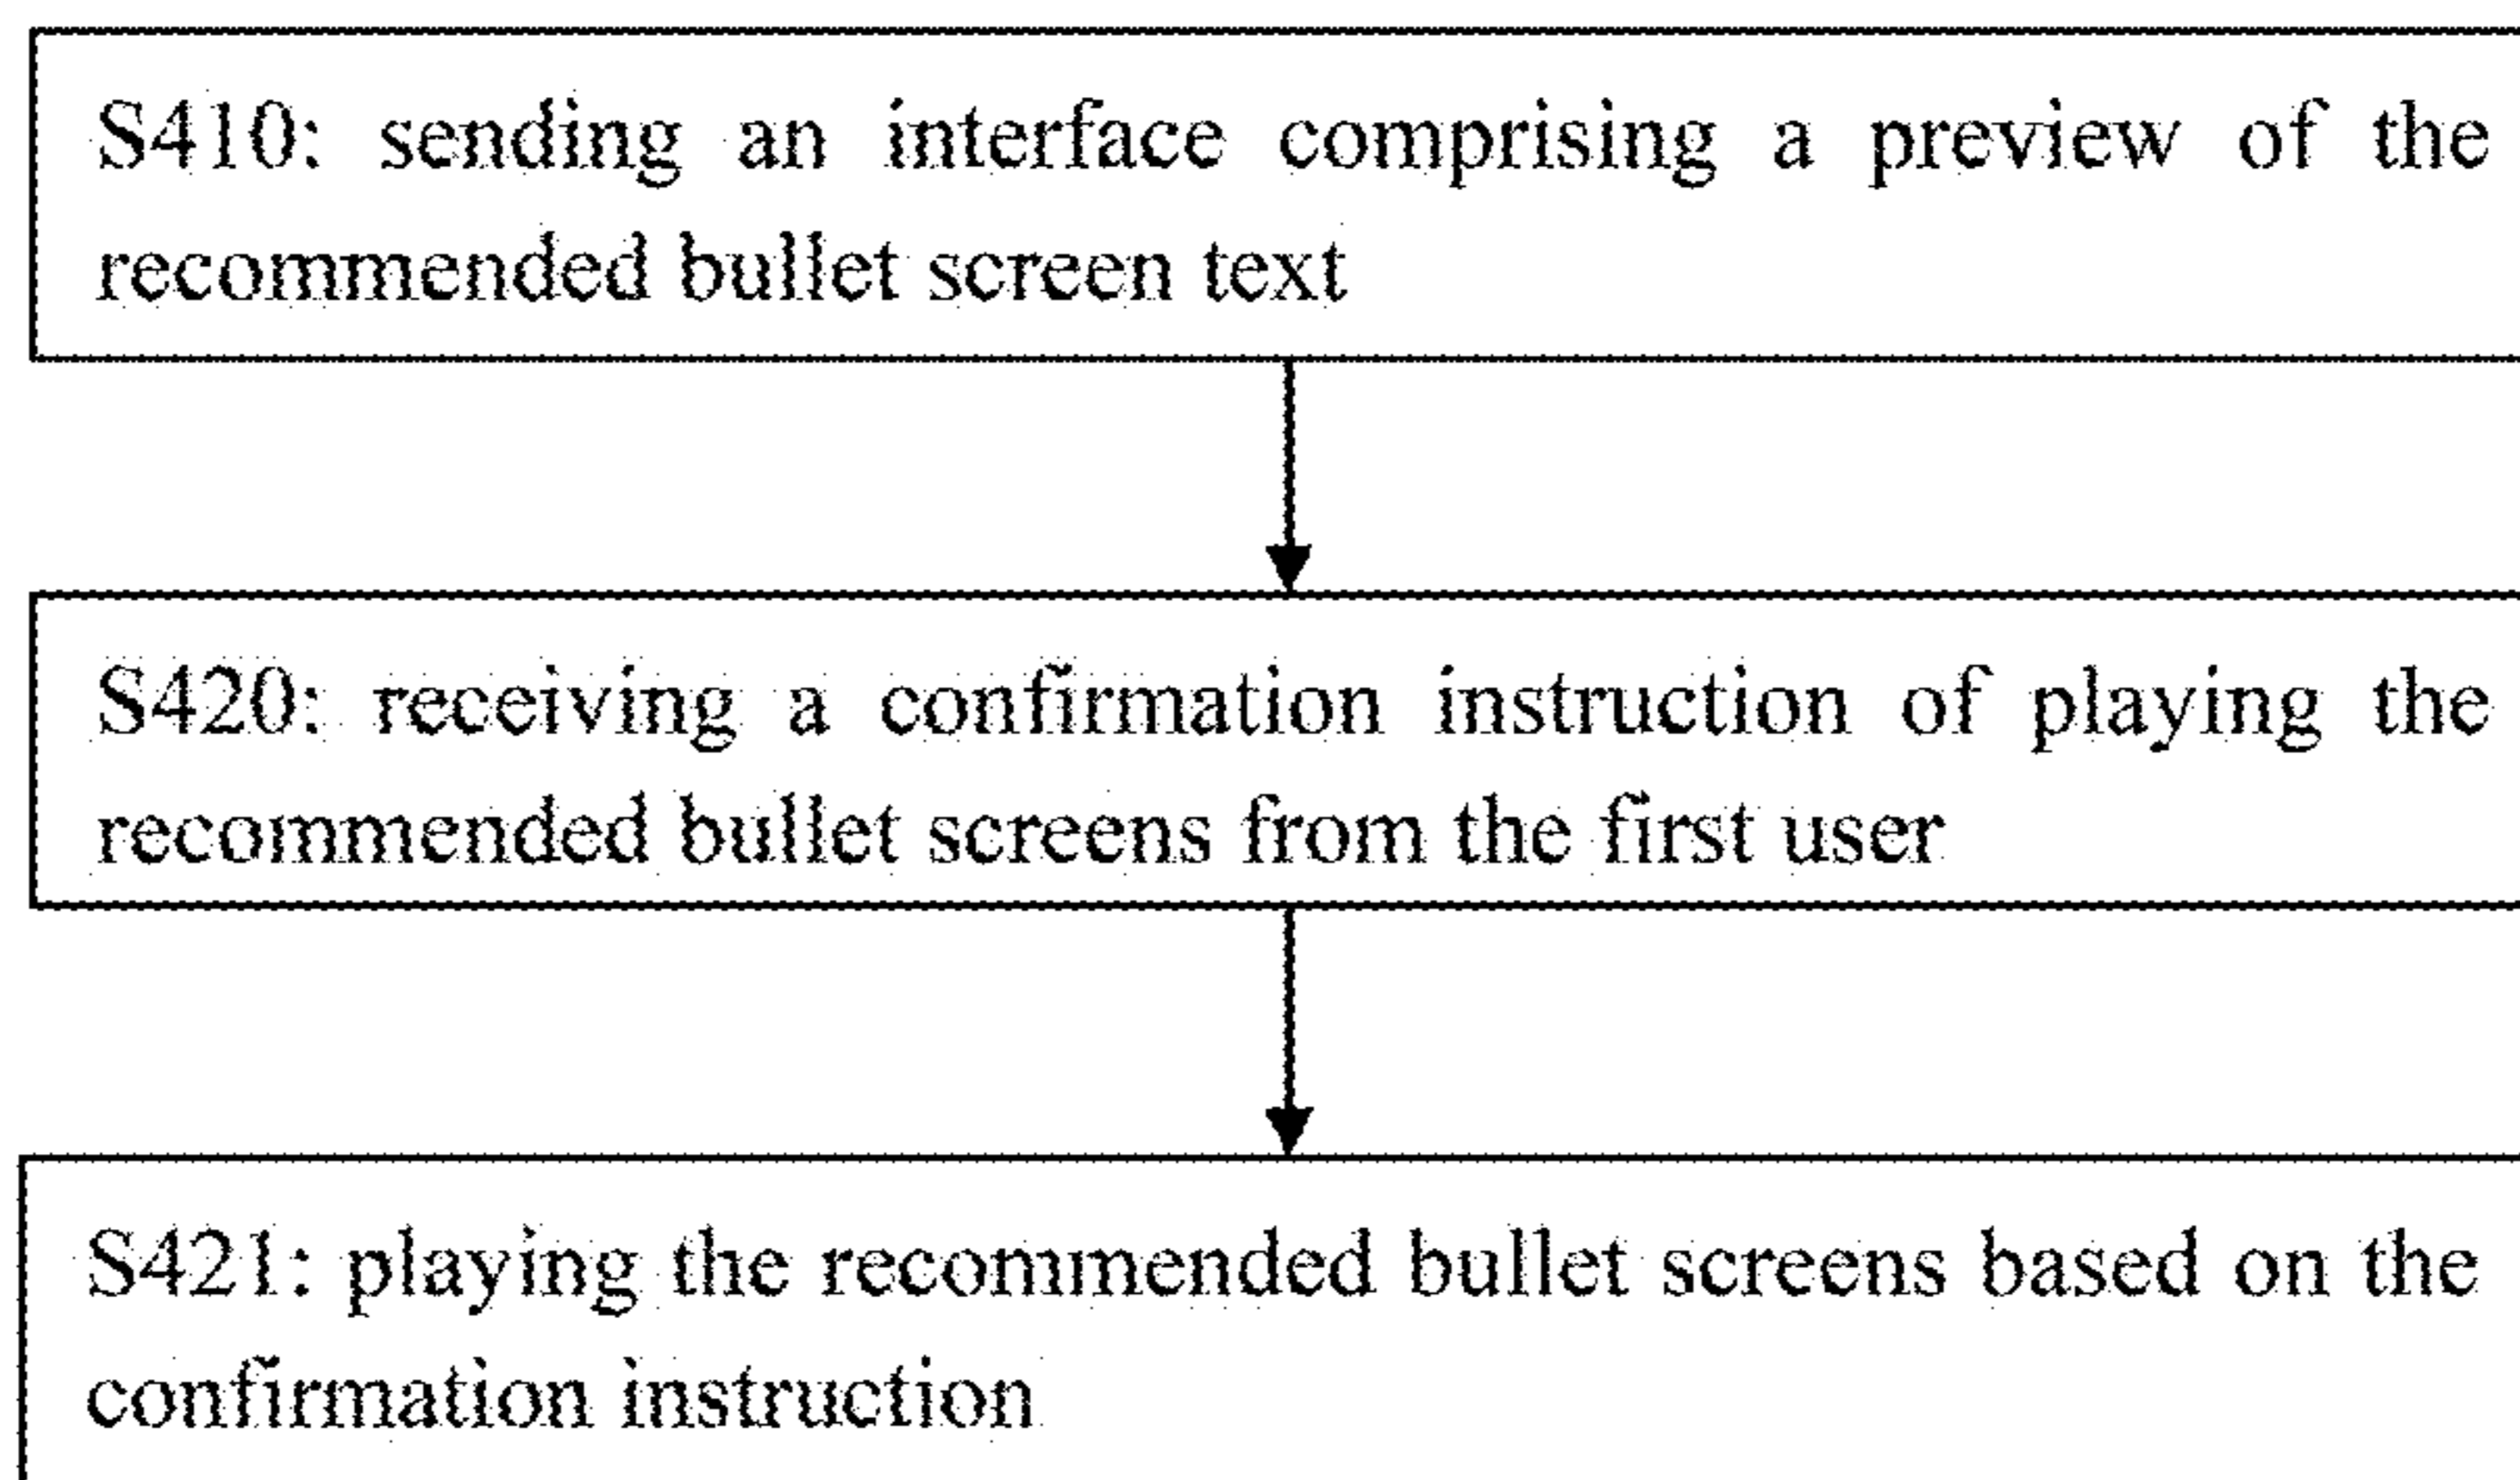 S410: sending an interface comprising a preview of the
recommended bullet screen text
S420: receiving a confirmation instruction of playing the
recommended bullet screens from the first user
S421: playing the recommended bullet screens based on the
confirmation instruction